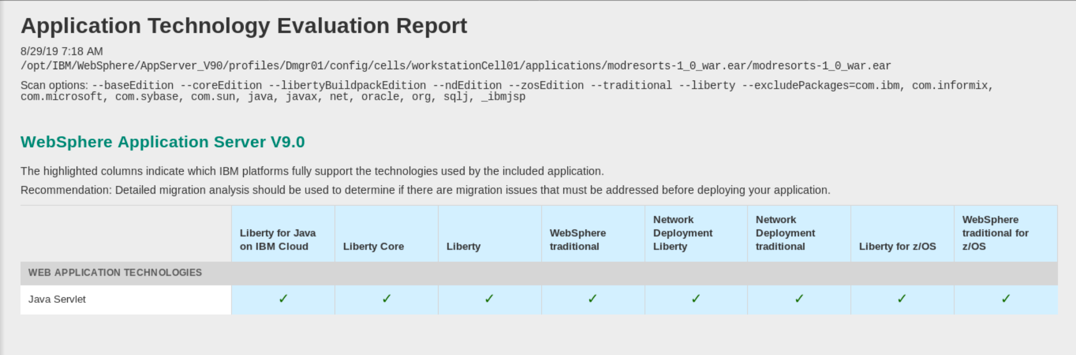 Application Technology Evaluation Report
8/29/19 7:18 AM
/opt/IBM/WebSphere/AppServer_V90/profiles/Dmgr01/config/cells/workstationCell01/applications/modresorts-1_0_war.ear/modresorts-1_0_war.ear
Scan options: --baseEdition --coreEdition --libertyBuildpackEdition --ndEdition --zosEdition --traditional --liberty --excludePackages=com.ibm, com.informix,
com.microsoft, com.sybase, com.sun, java, javax, net, oracle, org, sqlj, _ibmjsp
WebSphere Application Server V9.0
The highlighted columns indicate which IBM platforms fully support the technologies used by the included application.
Recommendation: Detailed migration analysis should be used to determine if there are migration issues that must be addressed before deploying your application.
Liberty for Java
on IBM Cloud
Liberty Core
Liberty
WebSphere
traditional
Network
Deployment
Liberty
Network
Deployment
traditional
Liberty for z/OS
WebSphere
traditional for
z/OS
WEB APPLICATION TECHNOLOGIES
Java Servlet ✓ ✓ ✓ ✓ ✓ ✓ ✓ ✓